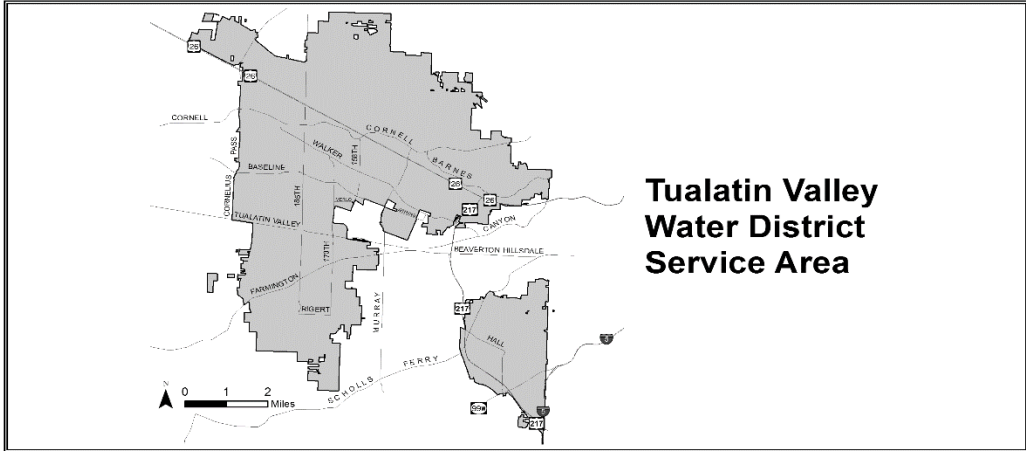 26
26
CORNELL
CORNELL
PASS
WALKER
158TH
BARNES
BASELINE
185TH
26
26
CORNELIUS
217
CANYON
TUALATIN VALLEY
170TH
BEAVERTON HILLSDALE
FARMINGTON
RIGERT
MURRAY
217
HALL
5
SCHOLLS FERRY
99W
5
217
N
0 1 2
Miles
Tualatin Valley
Water District
Service Area